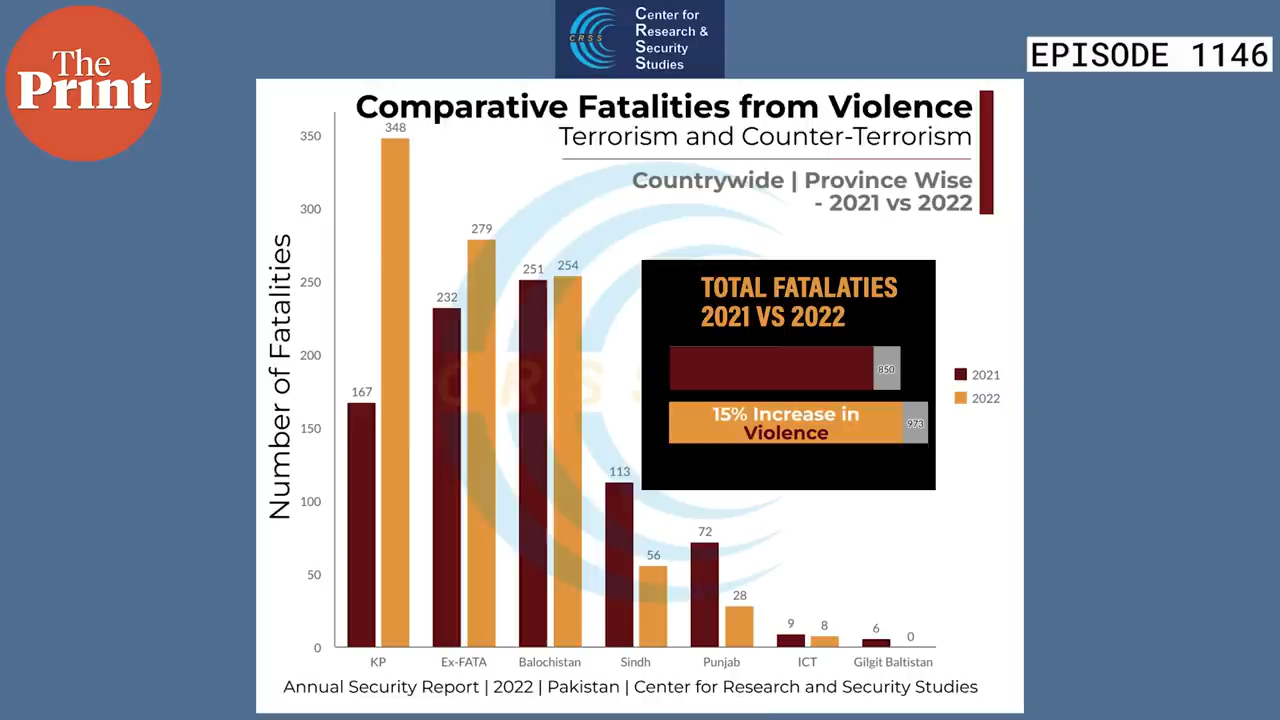 The
Print
CRSS
Center for
Research &
Security
Studies
EPISODE 1146
Comparative Fatalities from Violence
Terrorism and Counter-Terrorism
Countrywide | Province Wise
- 2021 vs 2022
Number of Fatalities
350
300
250
200
150
100
50
0
167
348
232
279
251
254
113
56
72
28
9
8
6
0
CRSS
TOTAL FATALATIES
2021 VS 2022
850
15% Increase in
Violence
973
2021
2022
KP
Ex-FATA
Balochistan
Sindh
Punjab
ICT
Gilgit Baltistan
Annual Security Report | 2022 | Pakistan | Center for Research and Security Studies